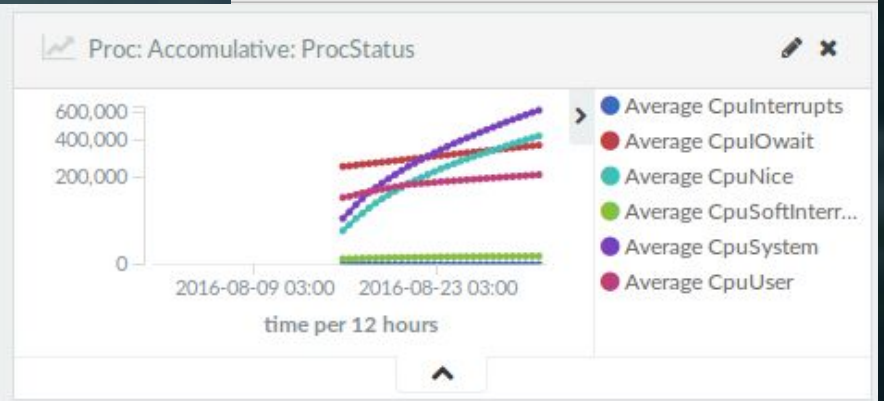 Proc: Accomulative: ProcStatus
600,000
400,000
200,000
0
2016-08-09 03:00
2016-08-23 03:00
time per 12 hours
Average CpuInterrupts
Average CpuIOwait
Average CpuNice
Average CpuSoftInterr...
Average CpuSystem
Average CpuUser